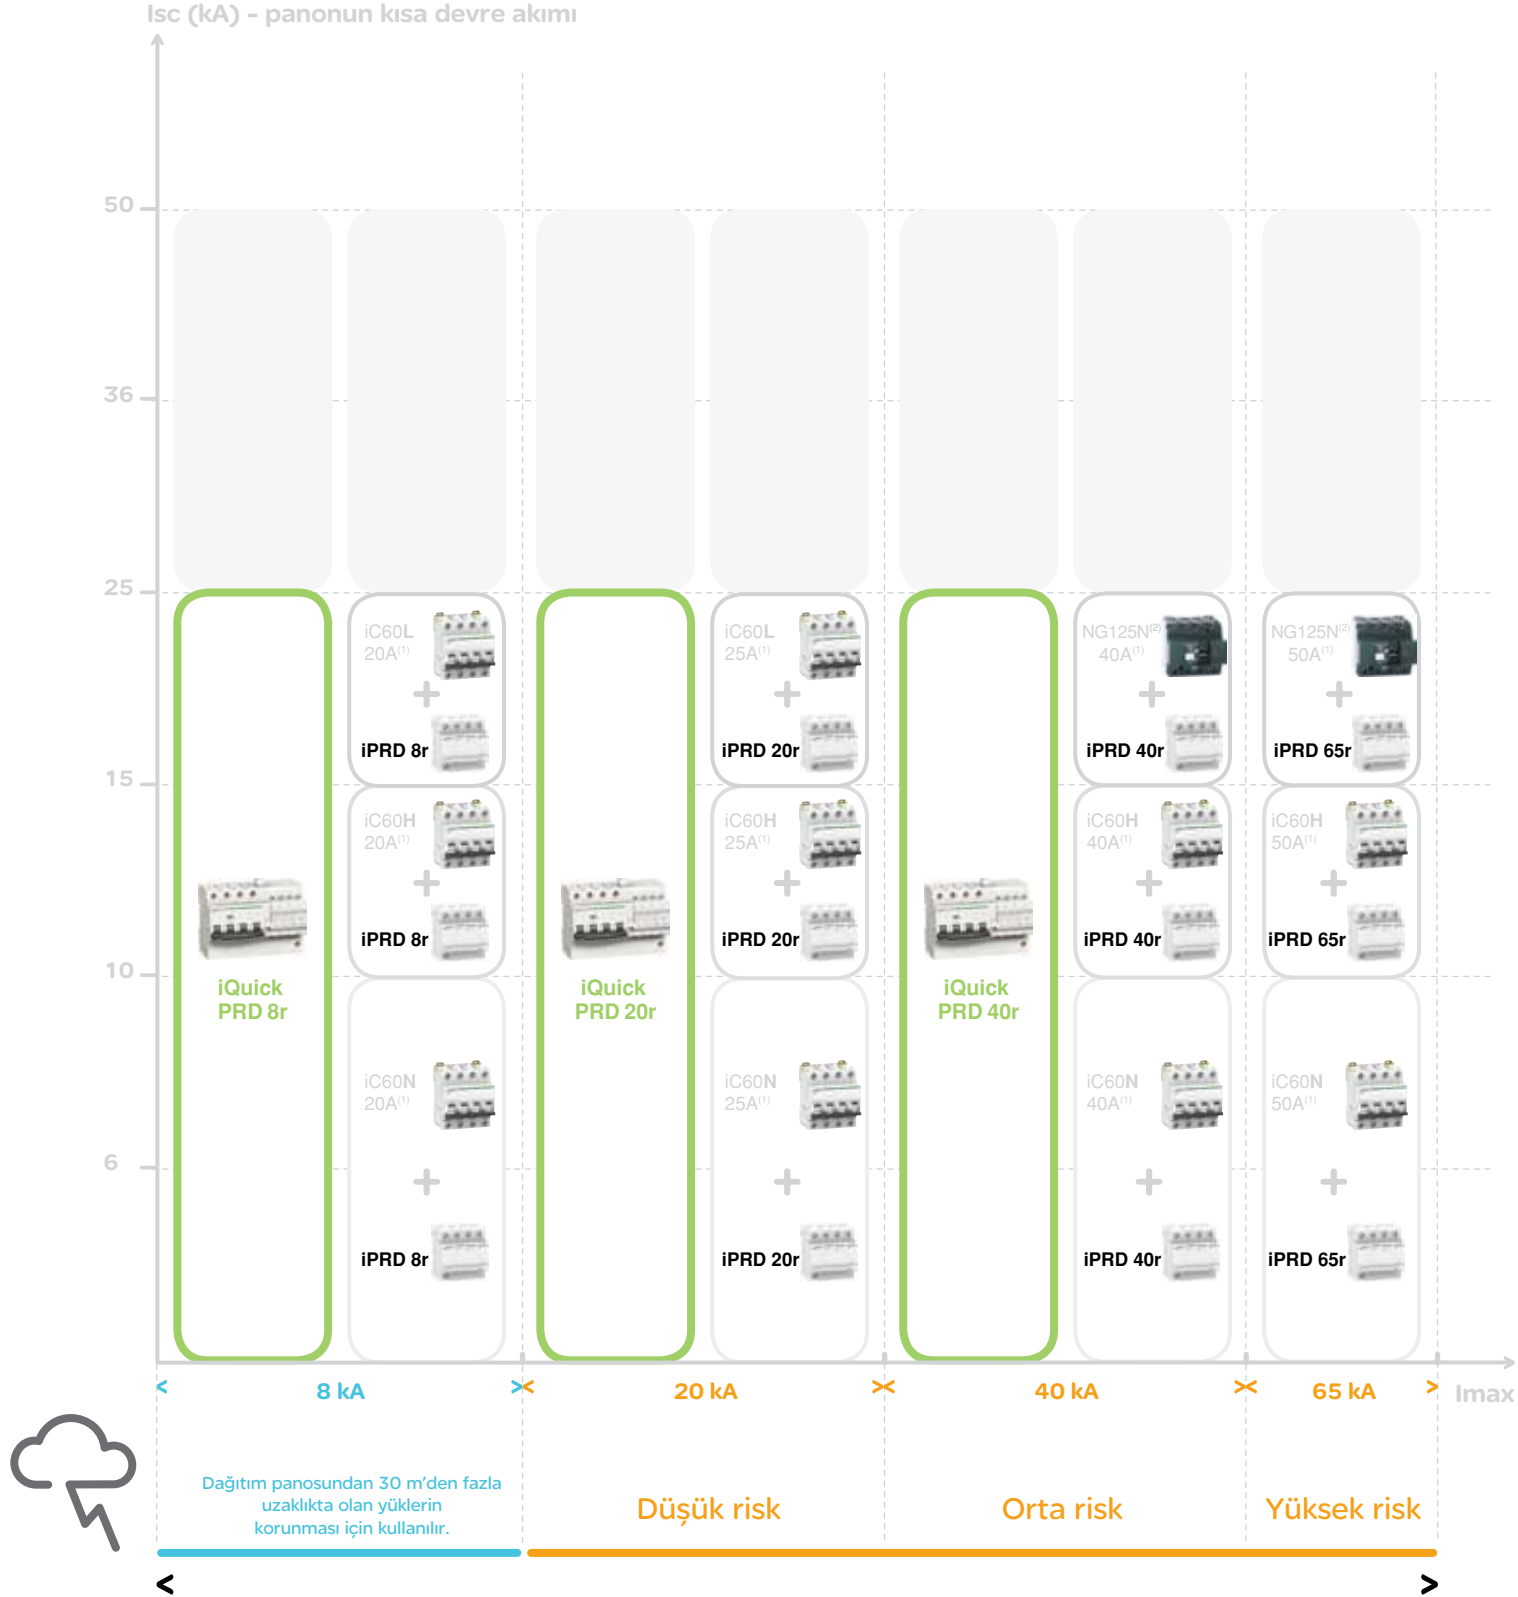 Isc (kA) - panonun kısa devre akımı
50
36
25
iC60L
20A(1)
iPRD 8r
iC60L
25A(1)
iPRD 20r
NG125N(2)
40A(1)
iPRD 40r
NG125N(2)
50A(1)
iPRD 65r
15
iC60H
20A(1)
iPRD 8r
iC60H
25A(1)
iPRD 20r
iC60H
40A(1)
iPRD 40r
iC60H
50A(1)
iPRD 65r
10
iQuick
PRD 8r
iQuick
PRD 20r
iQuick
PRD 40r
iC60N
20A(1)
iPRD 8r
iC60N
25A(1)
iPRD 20r
iC60N
40A(1)
iPRD 40r
iC60N
50A(1)
iPRD 65r
6
8 kA
20 kA
40 kA
65 kA
Imax
Dağıtım panosundan 30 m'den fazla
uzaklıkta olan yüklerin
korunması için kullanılır.
Düşük risk
Orta risk
Yüksek risk